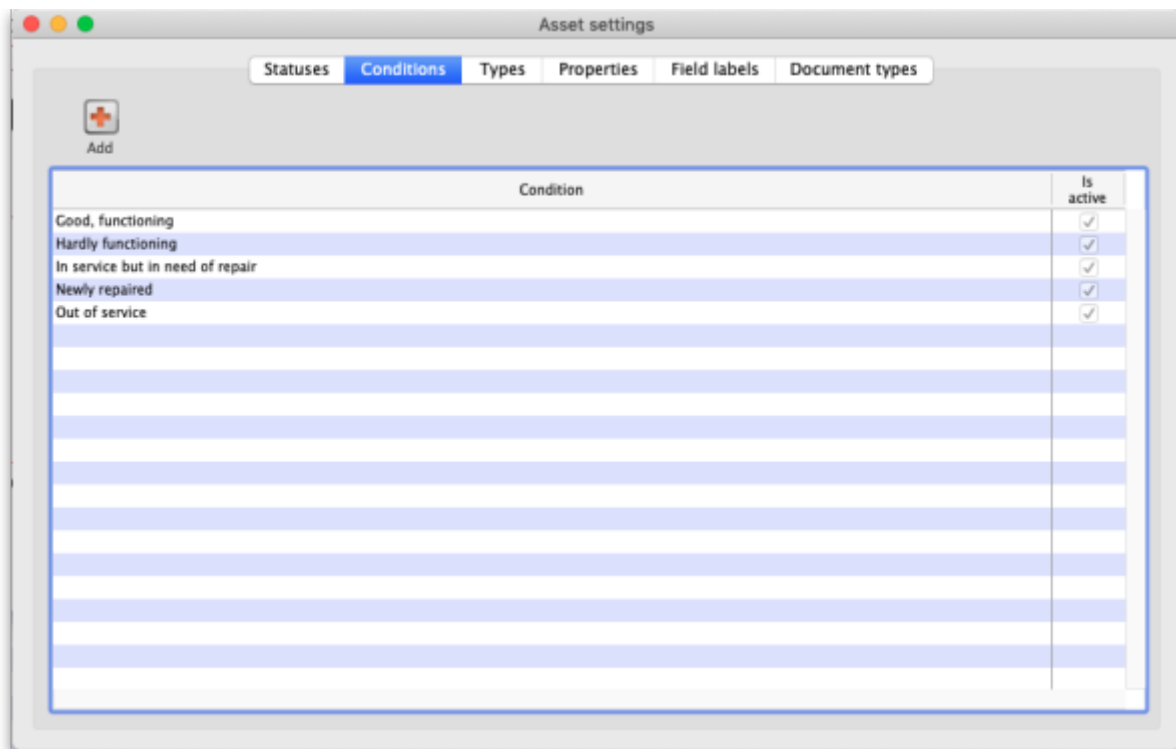 Asset settings
Statuses Conditions Types Properties Field labels Document types
Add
Condition Is active
Good, functioning
Hardly functioning
In service but in need of repair
Newly repaired
Out of service